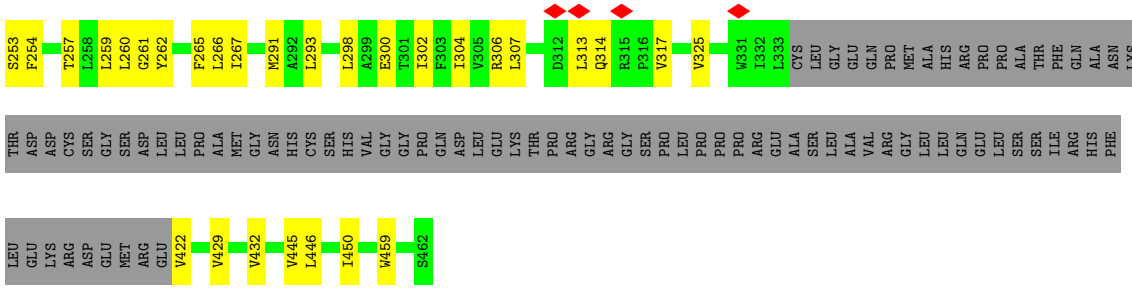 S253 F254 T257 L258 L259 L260 G261 Y262 F265 L266 I267 M291 A292 L293 L298 A299 E300 T301 I302 F303 I304 V305 R306 L307 D312 L313 Q314 R315 P316 V317 V325 W331 I332 L333 CYS LEU GLY GLU GLN PRO MET ALA HIS ARG PRO PRO ALA THR PHE GLN ALA ASN LYS
THR ASP ASP CYS SER GLY SER ASP LEU LEU PRO ALA MET GLY ASN HIS CYS SER HIS VAL GLY GLY PRO GLN ASP LEU GLU LYS THR PRO ARG GLY ARG GLY SER PRO LEU PRO PRO PRO ARG GLU ALA SER LEU ALA VAL ARG GLY LEU LEU GLN GLU LEU SER SER ILE ARG HIS PHE
LEU GLU LYS ARG ASP GLU MET ARG GLU V422 V429 V432 V445 L446 I450 W459 S462